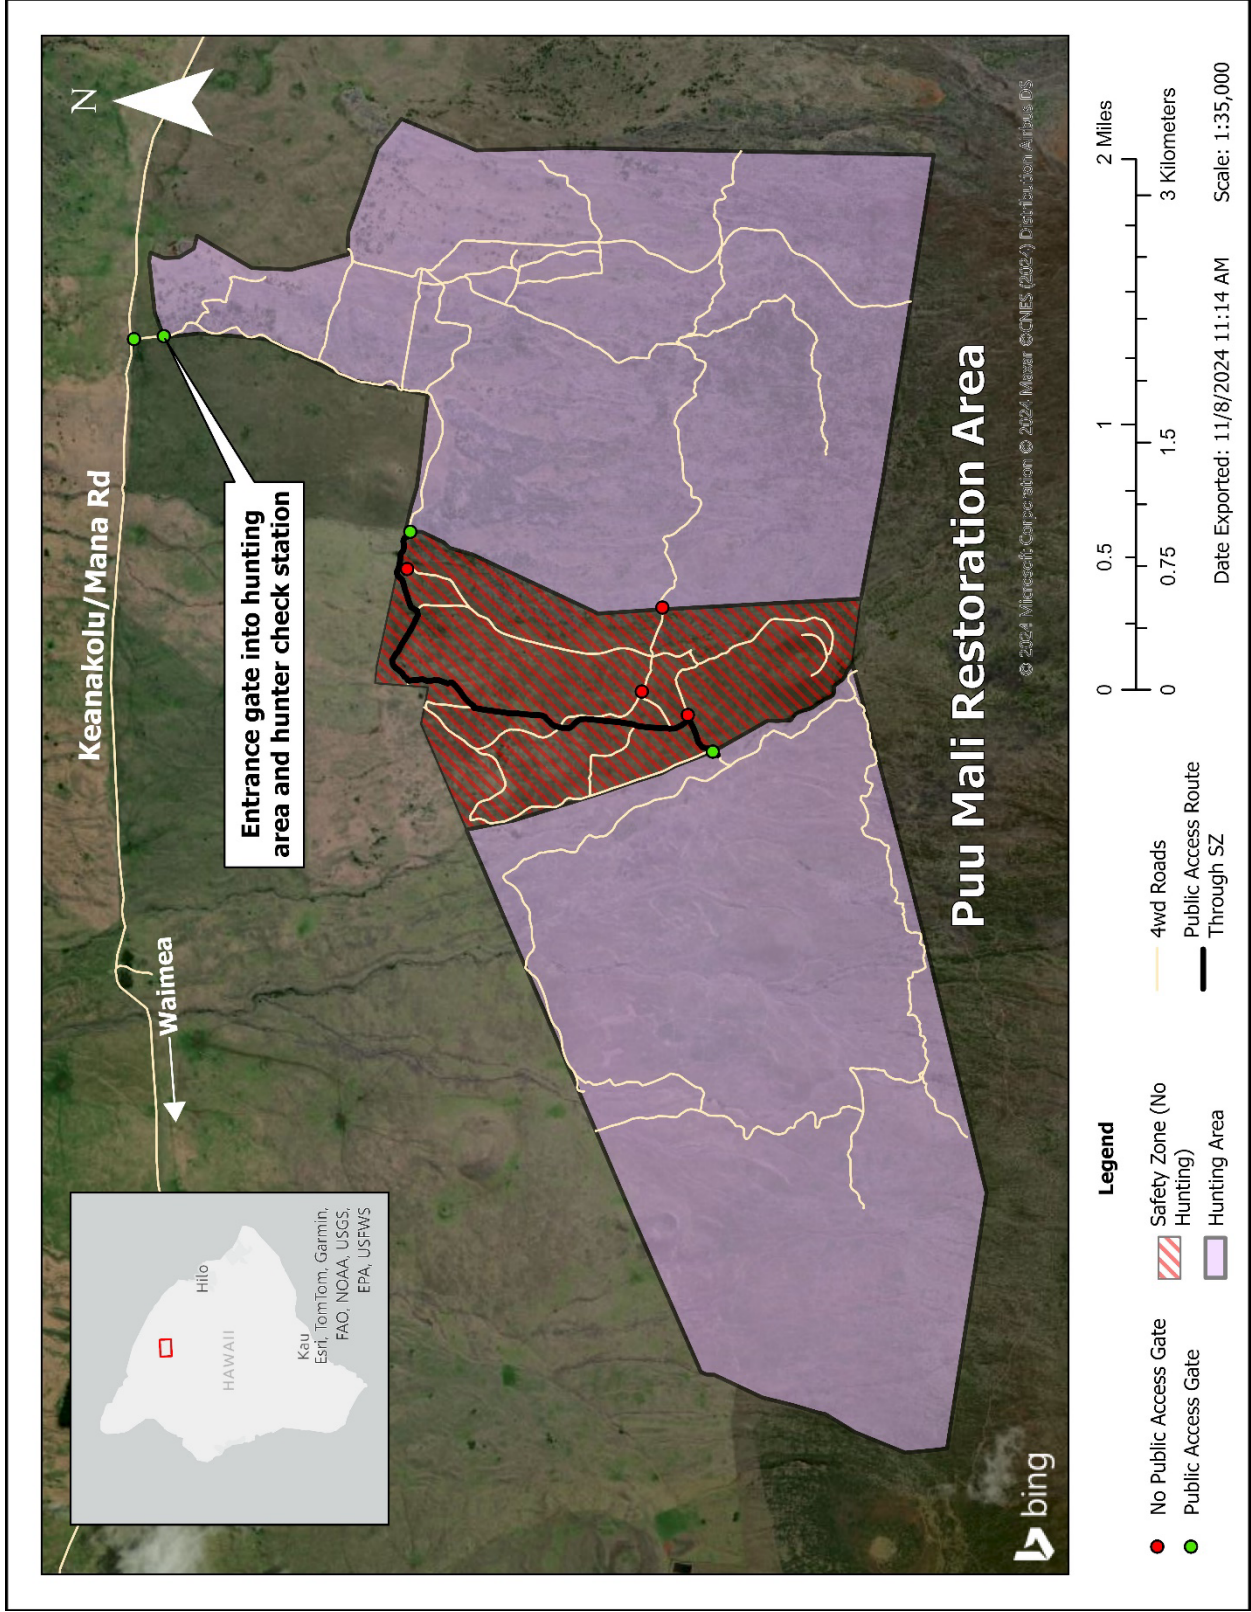 N
Keanakolu/Mana Rd
Waimea
Entrance gate into hunting
area and hunter check station
Hilo
HAWAII
Kau
Esri, TomTom, Garmin,
FAO, NOAA, USGS,
EPA, USFWS
Puu Mali Restoration Area
© 2024 Microsoft Corporation © 2024 Maxar ©CNES (2024) Distribution Airbus DS
bing
Legend
No Public Access Gate
Public Access Gate
Safety Zone (No
Hunting)
Hunting Area
4wd Roads
Public Access Route
Through SZ
0 0.5 1 2 Miles
0 0.75 1.5 3 Kilometers
Date Exported: 11/8/2024 11:14 AM
Scale: 1:35,000